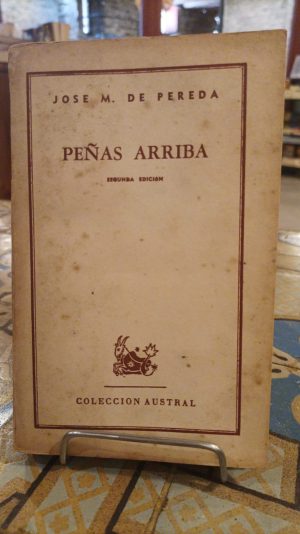 JOSE M. DE PEREDA
PEÑAS ARRIBA
SEGUNDA EDICION
COLECCION AUSTRAL